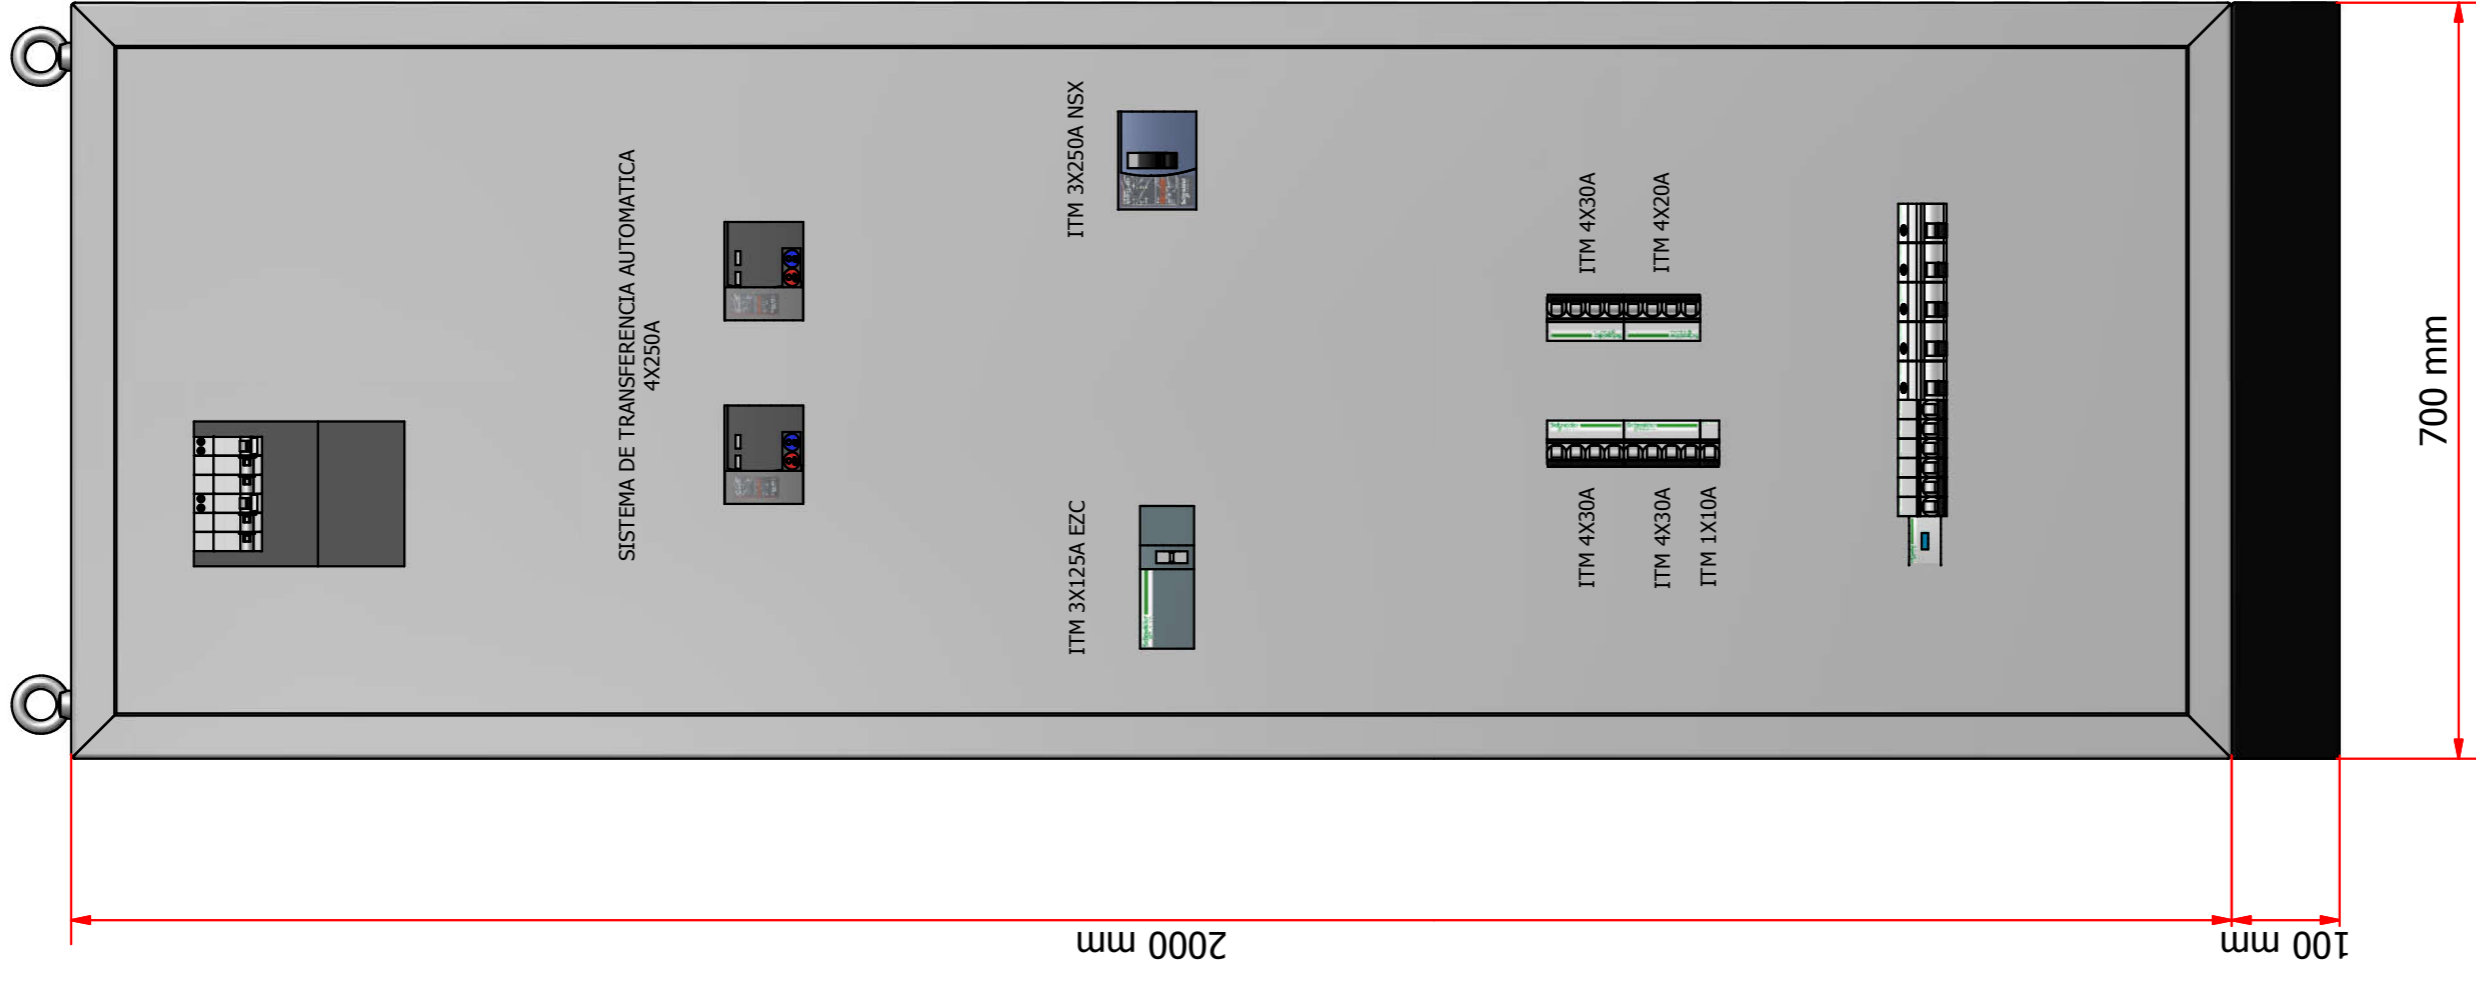 SISTEMA DE TRANSFERENCIA AUTOMATICA
4X250A
ITM 3X125A EZC
ITM 3X250A NSX
ITM 4X30A
ITM 4X30A
ITM 4X20A
ITM 4X30A
ITM 1X10A
700 mm
2000 mm
100 mm